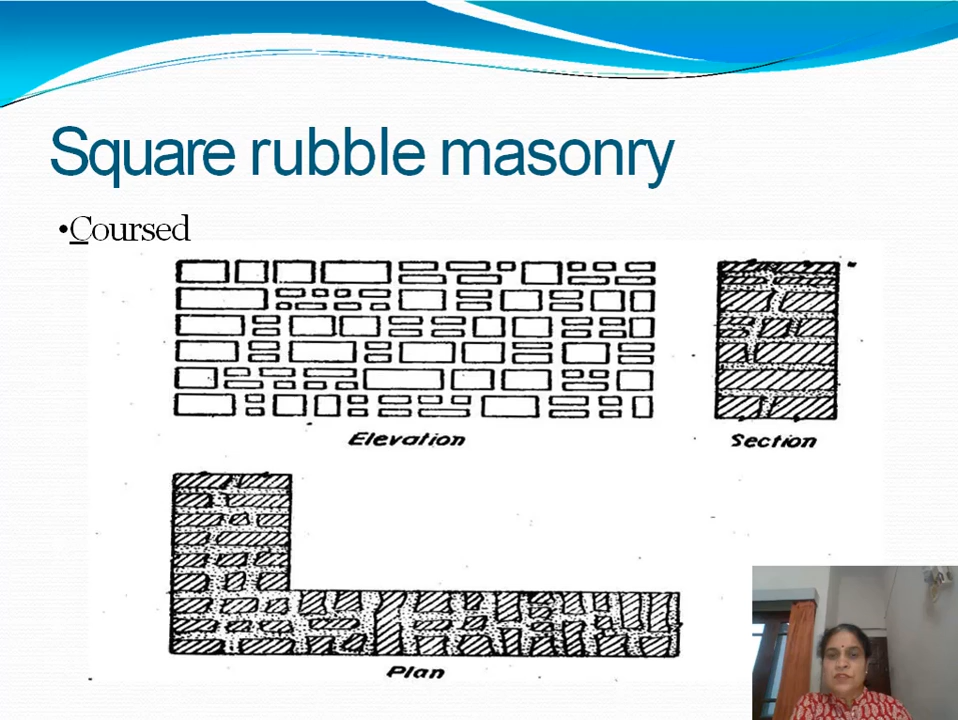 Square rubble masonry
•Coursed
Elevation
Section
Plan